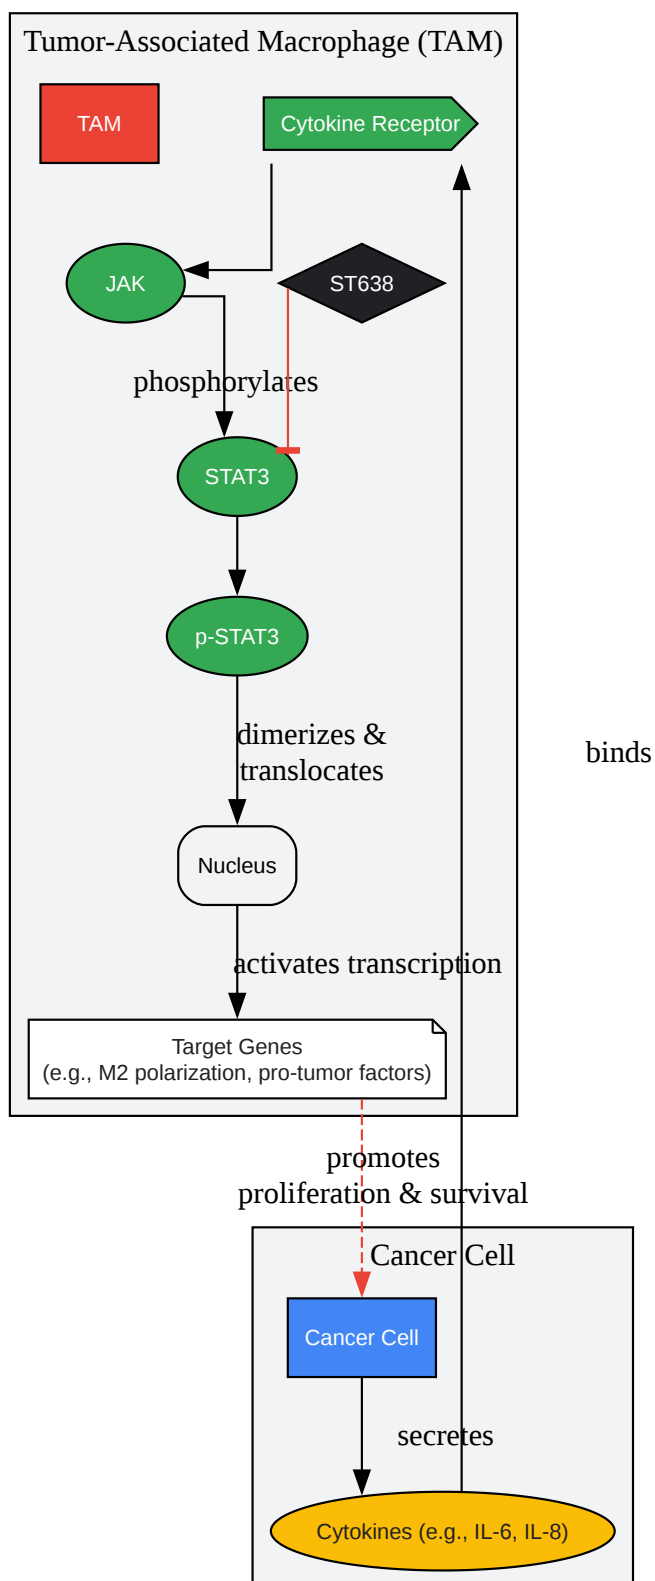 Tumor-Associated Macrophage (TAM)
TAM
Cytokine Receptor
JAK
ST638
phosphorylates
STAT3
p-STAT3
dimerizes &
translocates
binds
Nucleus
activates transcription
Target Genes
(e.g., M2 polarization, pro-tumor factors)
promotes
proliferation & survival
Cancer Cell
Cancer Cell
secretes
Cytokines (e.g., IL-6, IL-8)